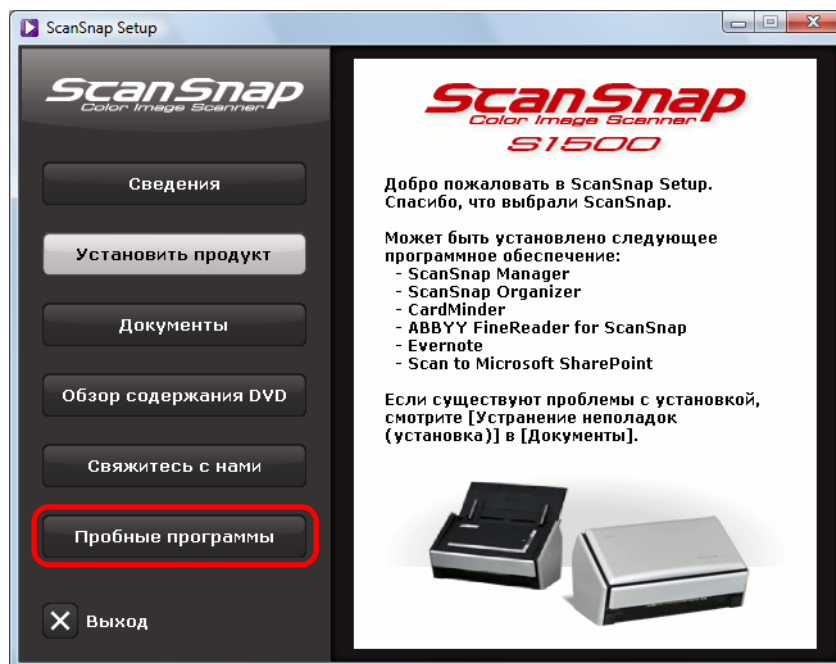 ScanSnap Setup
ScanSnap
Color Image Scanner
Сведения
Установить продукт
Документы
Обзор содержания DVD
Свяжитесь с нами
Пробные программы
Выход
ScanSnap
Color Image Scanner
S1500
Добро пожаловать в ScanSnap Setup.
Спасибо, что выбрали ScanSnap.
Может быть установлено следующее
программное обеспечение:
- ScanSnap Manager
- ScanSnap Organizer
- CardMinder
- ABBYY FineReader for ScanSnap
- Evernote
- Scan to Microsoft SharePoint
Если существуют проблемы с установкой,
смотрите [Устранение неполадок
(установка)] в [Документы].